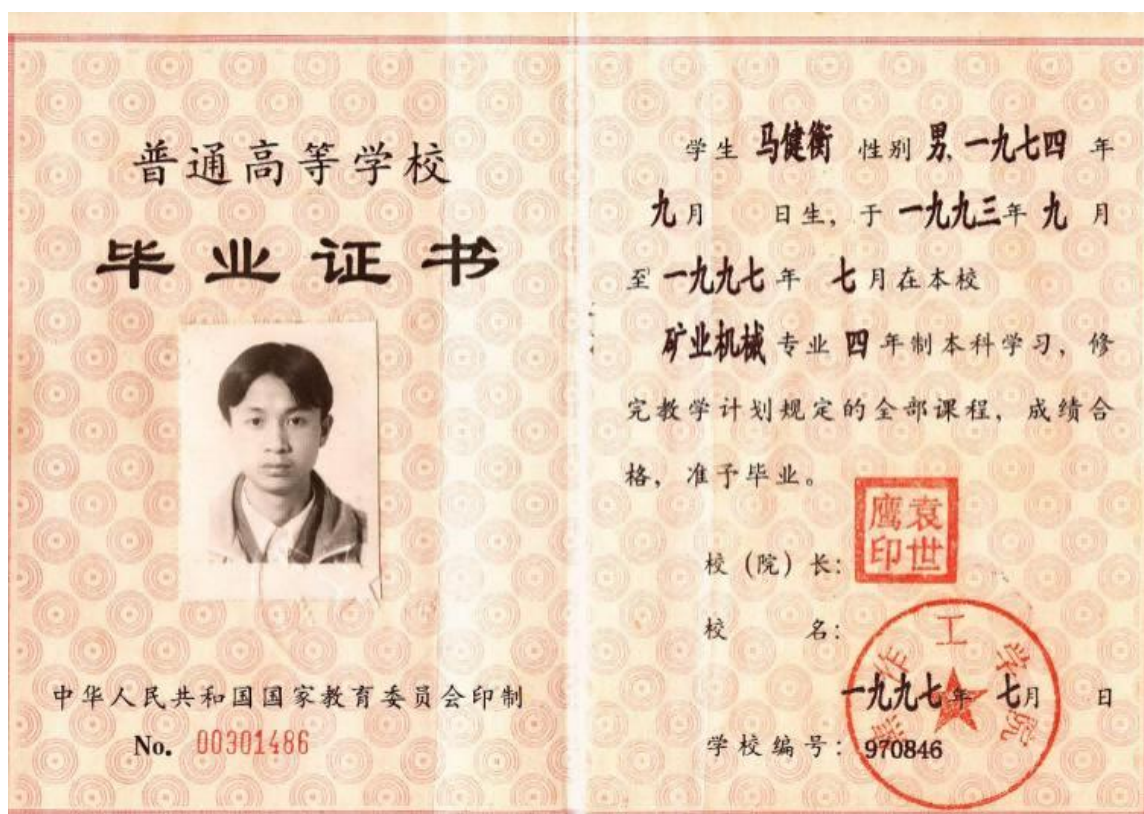 普通高等学校
毕业证书
中华人民共和国国家教育委员会印制
No. 00301486
学生 马健衡 性别 男, 一九七四 年
九月 日生, 于 一九九三年 九 月
至 一九九七 年 七 月在本校
矿业机械 专业 四 年制本科学习, 修
完教学计划规定的全部课程, 成绩合
格, 准予毕业。
校 (院) 长:
袁世鹰印
校 名:
焦作工学院
一九九七年 七月 日
学校编号: 970846